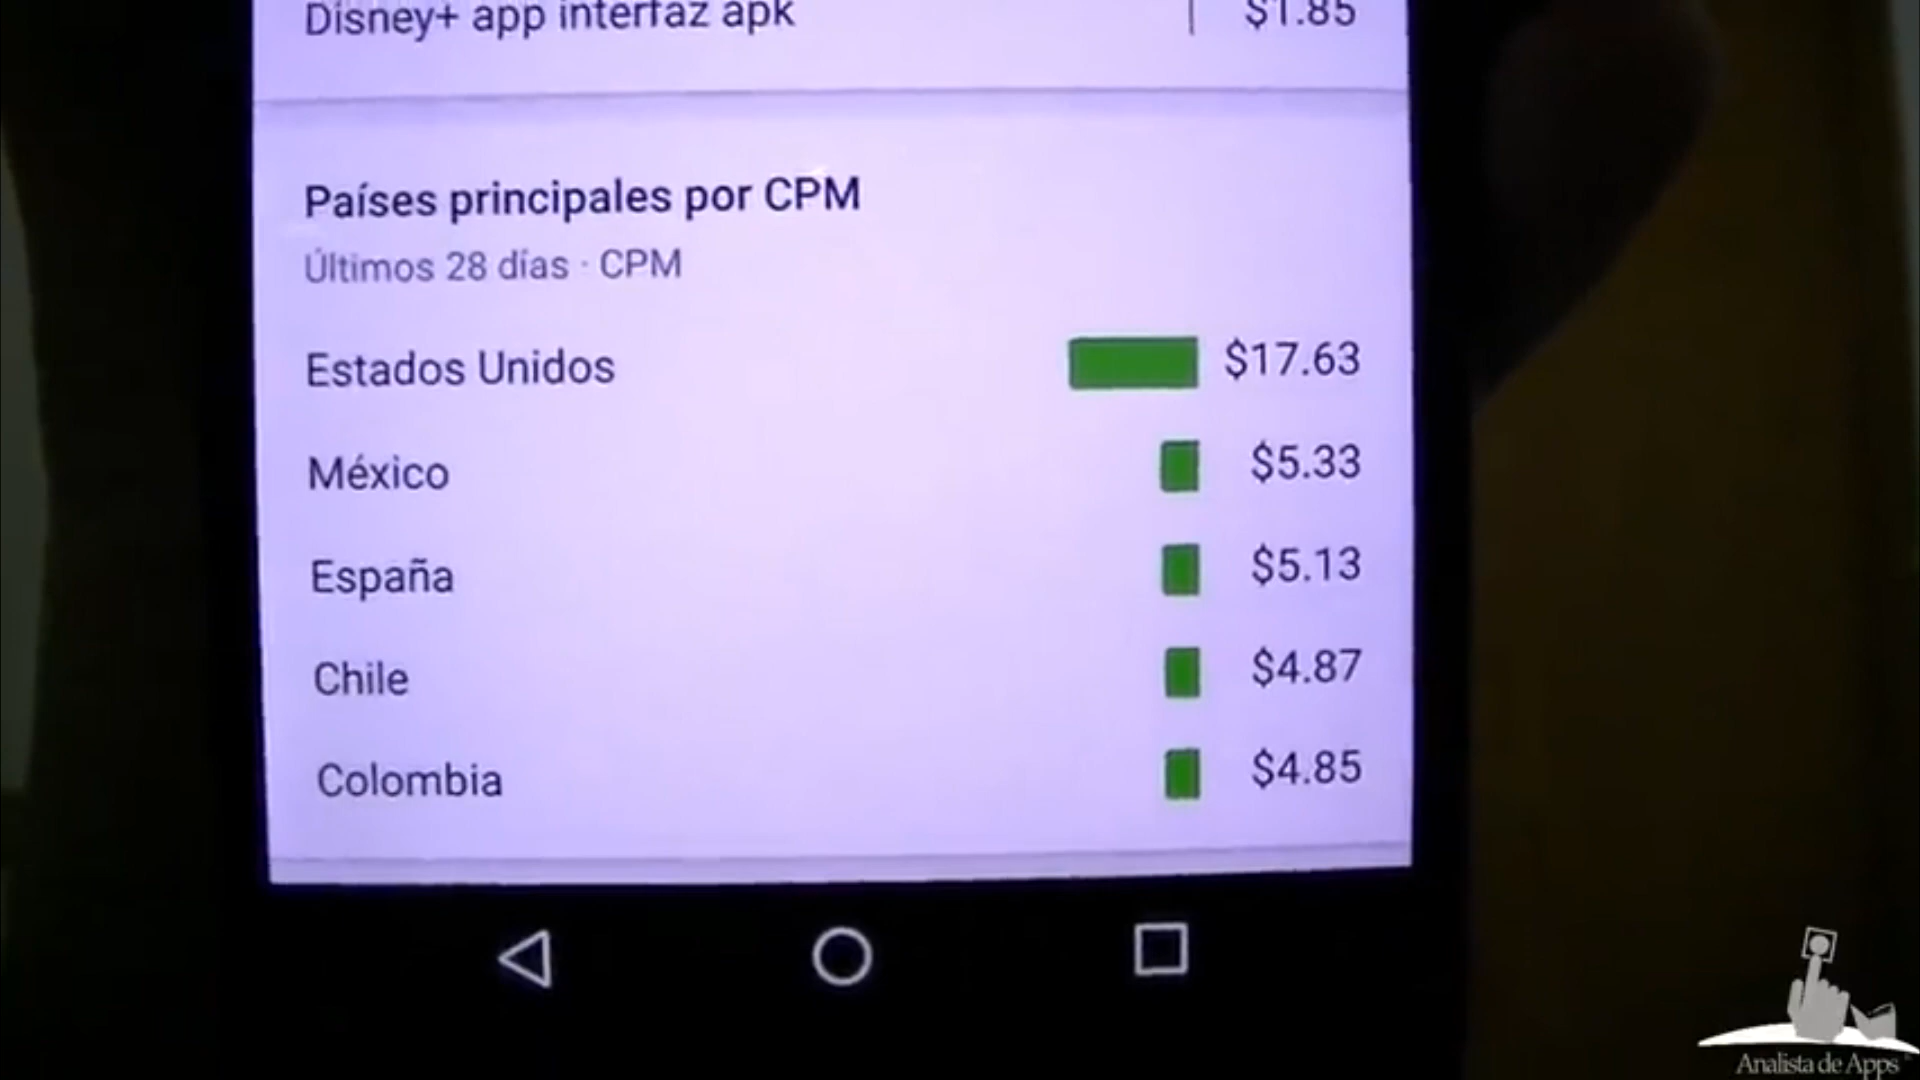 Disney+ app interfaz apk $1.85
Países principales por CPM
Últimos 28 días · CPM
Estados Unidos $17.63
México $5.33
España $5.13
Chile $4.87
Colombia $4.85
Analista de Apps